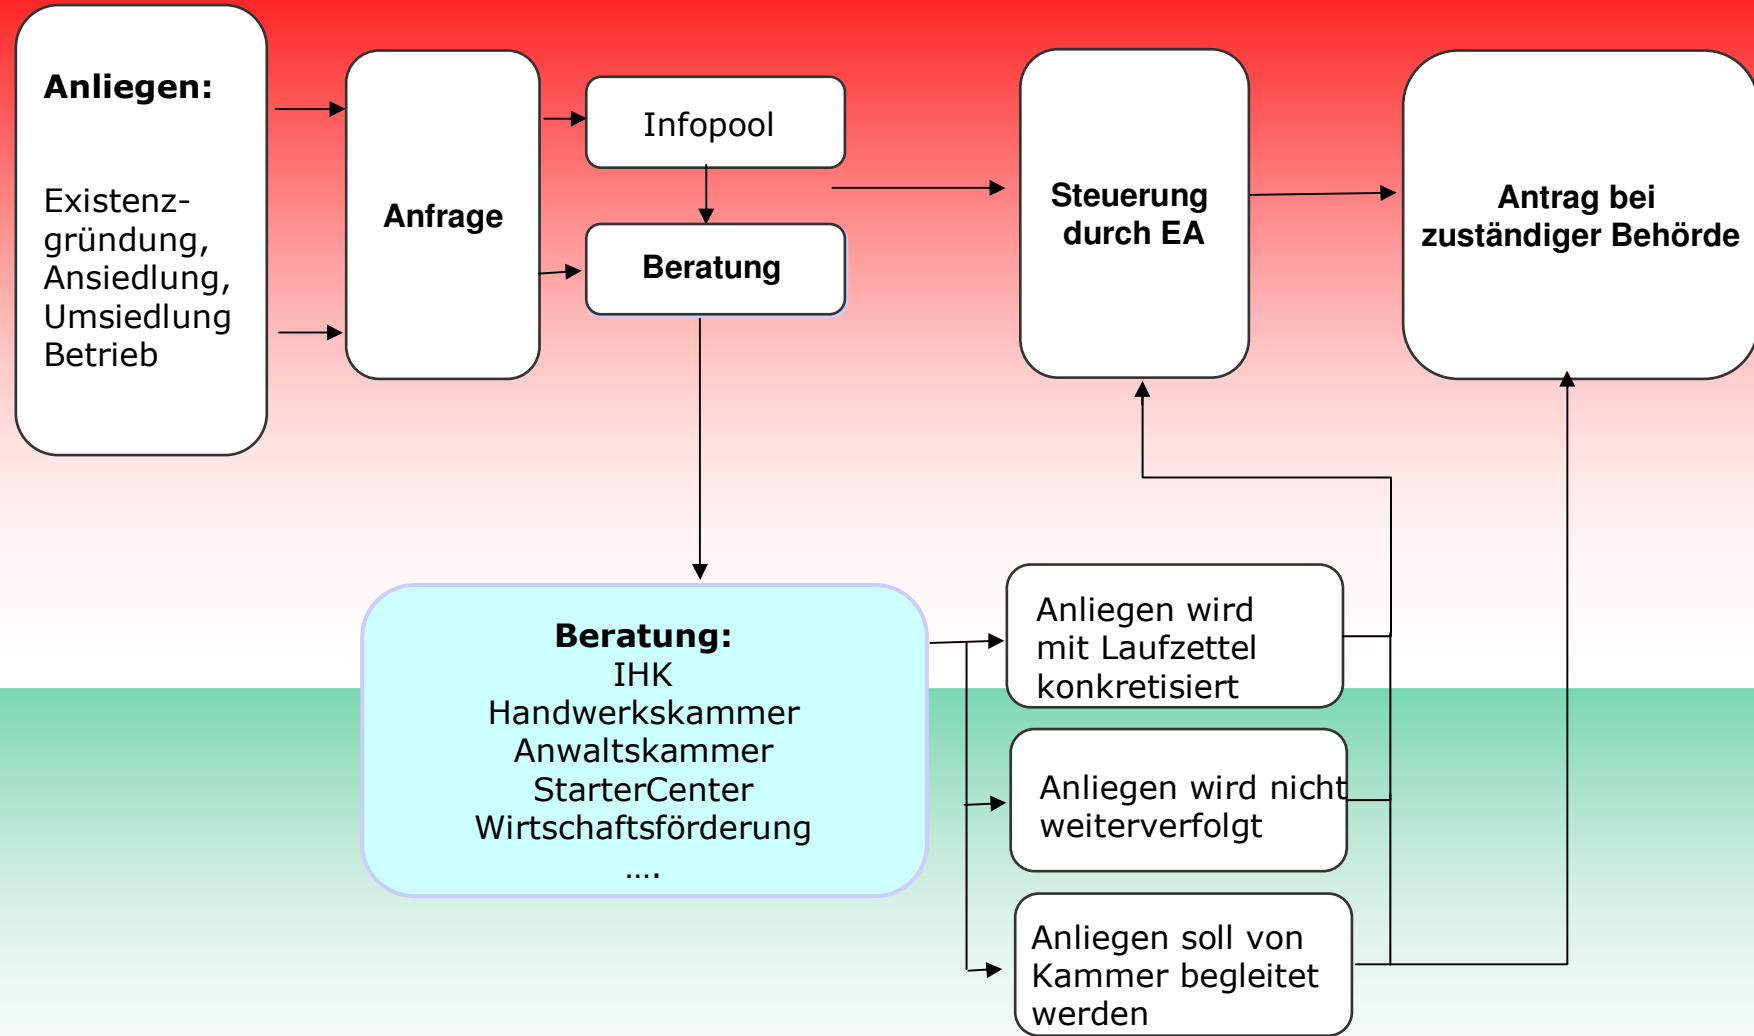 Anliegen:
Existenz-
gründung,
Ansiedlung,
Umsiedlung
Betrieb
Anfrage
Infopool
Beratung
Steuerung
durch EA
Antrag bei
zuständiger Behörde
Beratung:
IHK
Handwerkskammer
Anwaltskammer
StarterCenter
Wirtschaftsförderung
....
Anliegen wird
mit Laufzettel
konkretisiert
Anliegen wird nicht
weiterverfolgt
Anliegen soll von
Kammer begleitet
werden